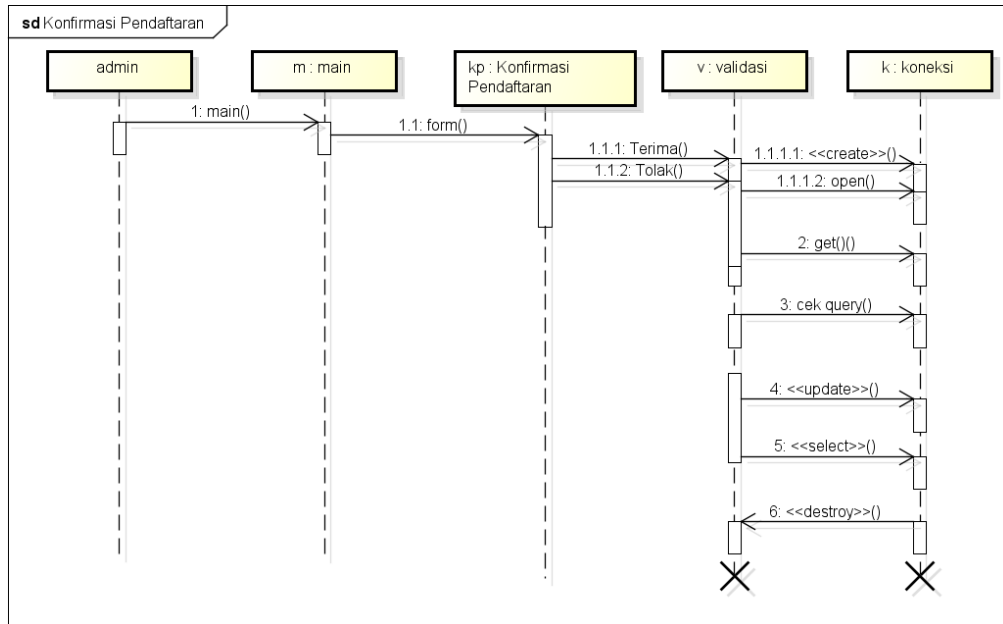 sd Konfirmasi Pendaftaran
admin
m : main
kp : Konfirmasi
Pendaftaran
v : validasi
k : koneksi
1: main()
1.1: form()
1.1.1: Terima()
1.1.1.1: <<create>>()
1.1.2: Tolak()
1.1.1.2: open()
2: get()()
3: cek query()
4: <<update>>()
5: <<select>>()
6: <<destroy>>()